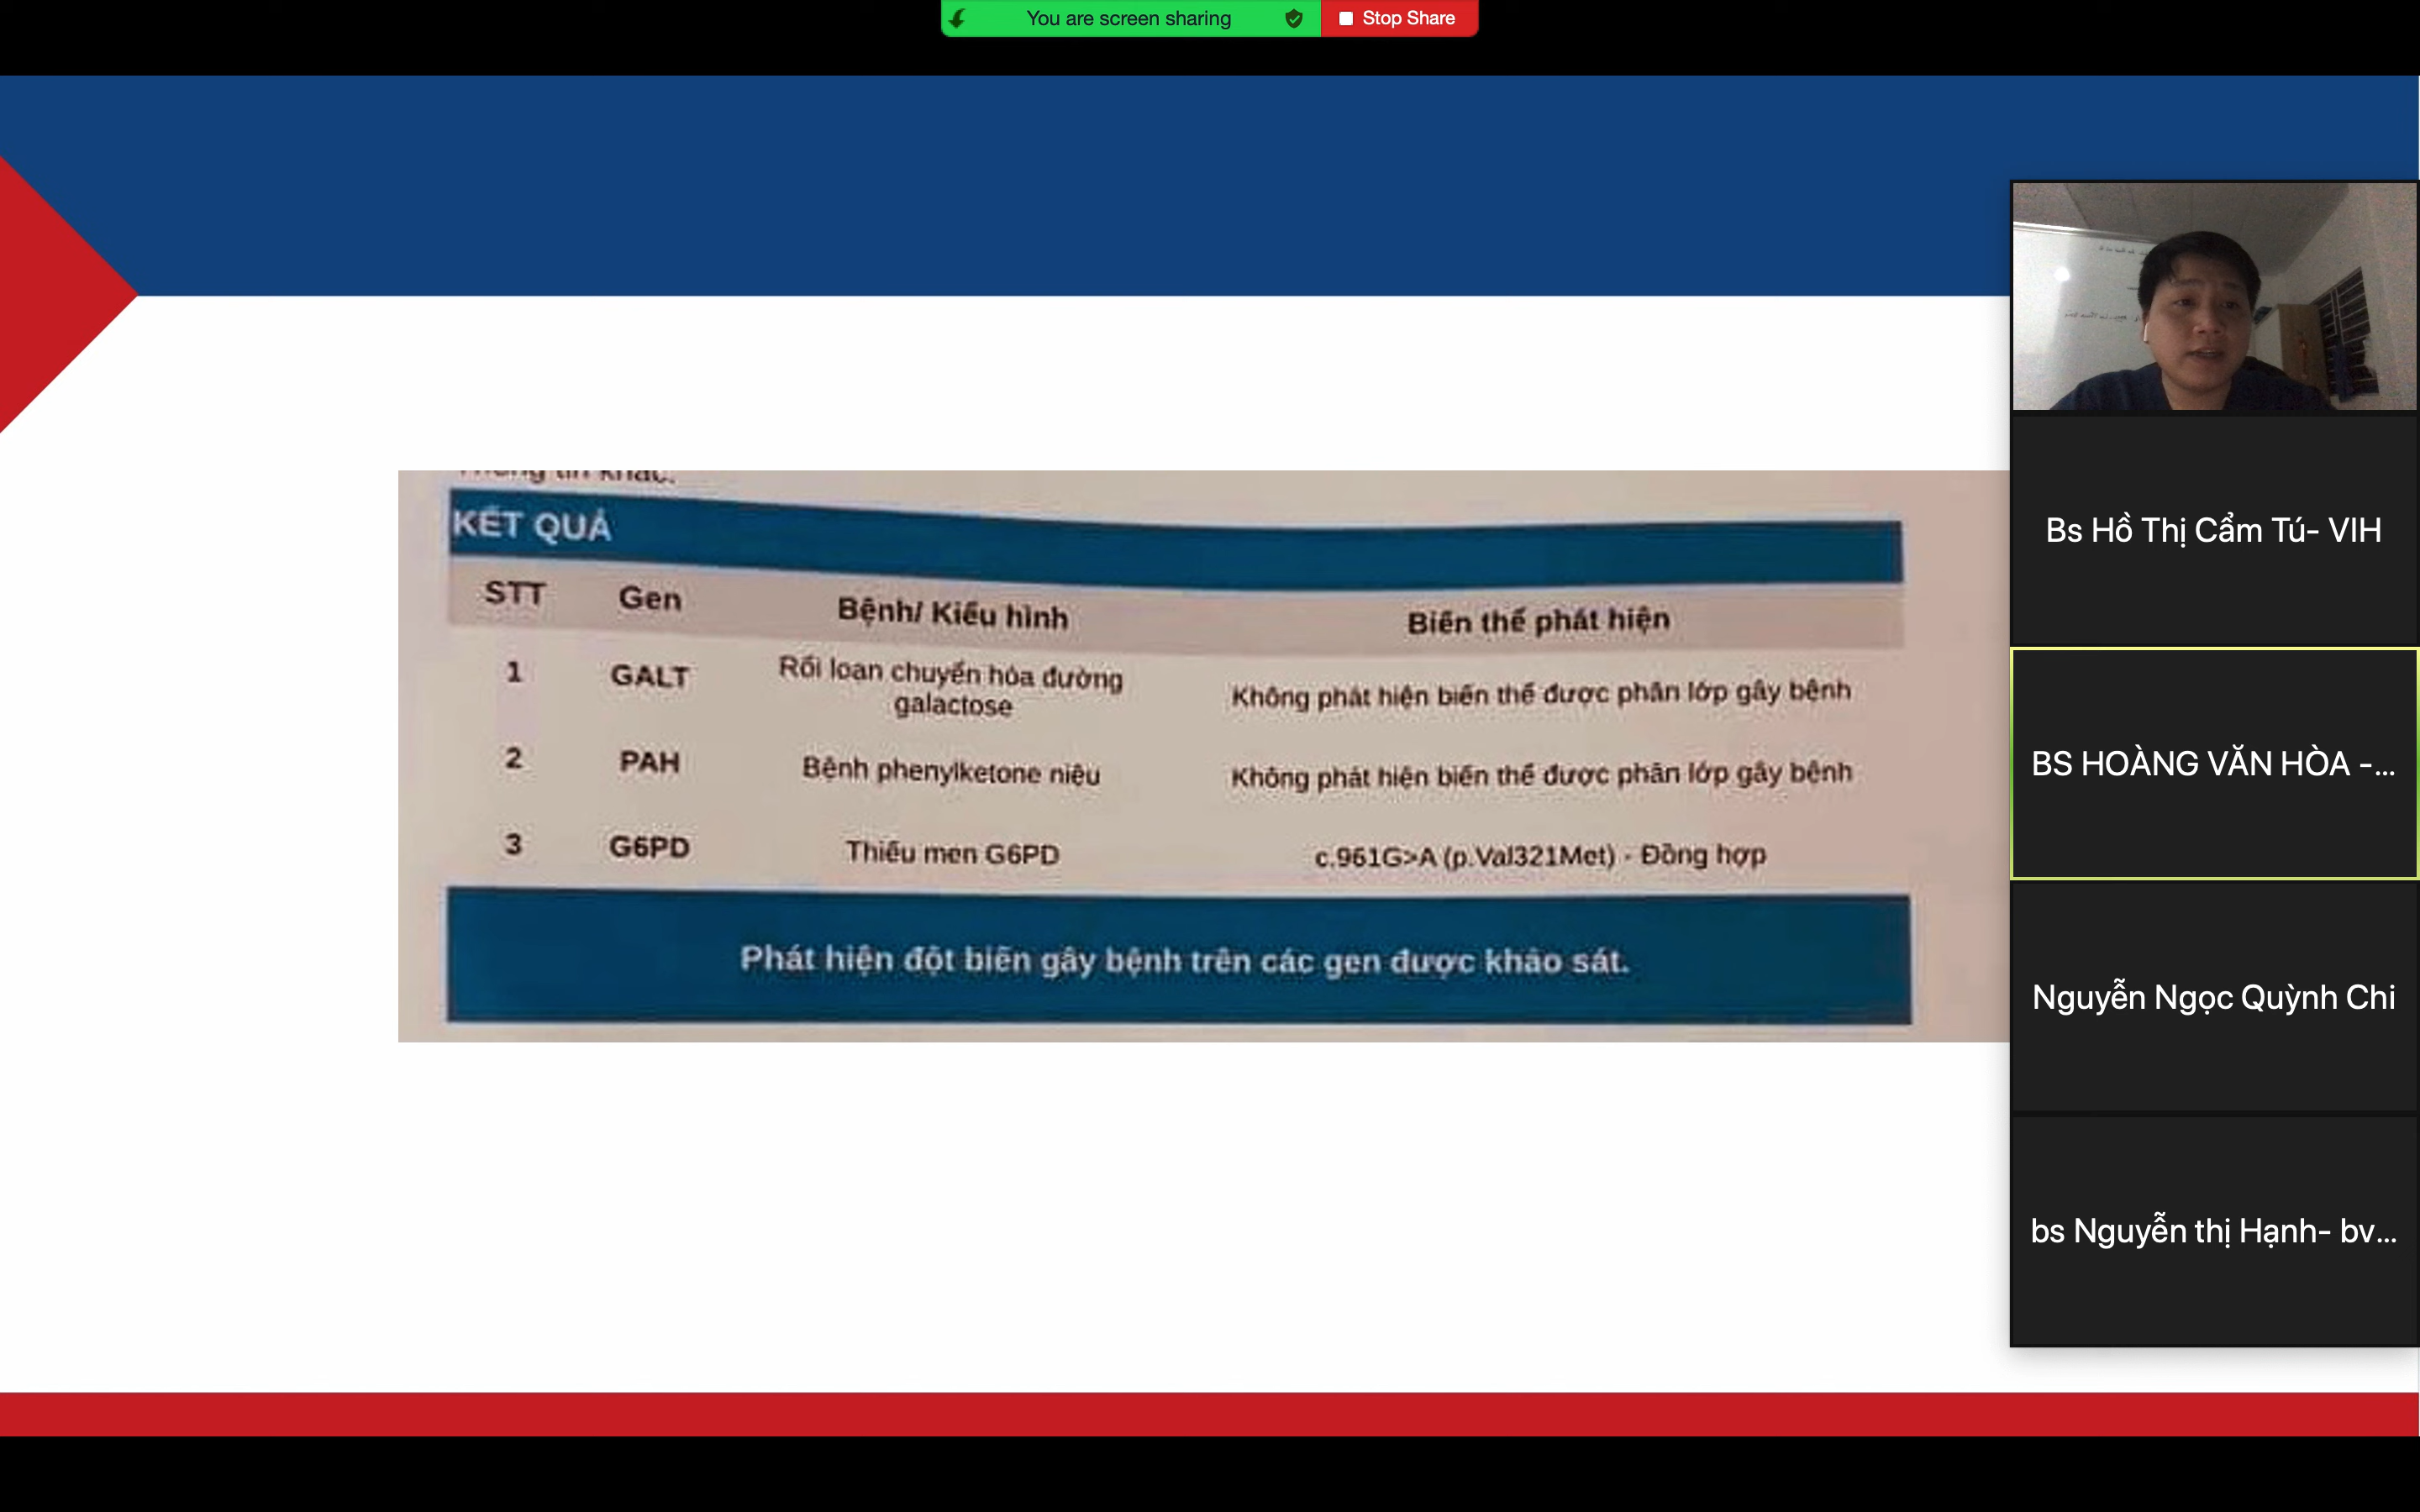 You are screen sharing
Stop Share
KẾT QUẢ
STT Gen Bệnh/ Kiểu hình Biến thể phát hiện
1 GALT Rối loạn chuyển hóa đường galactose Không phát hiện biến thể được phân lớp gây bệnh
2 PAH Bệnh phenylketone niệu Không phát hiện biến thể được phân lớp gây bệnh
3 G6PD Thiếu men G6PD c.961G>A (p.Val321Met) - Đồng hợp
Phát hiện đột biến gây bệnh trên các gen được khảo sát.
Bs Hồ Thị Cẩm Tú- VIH
BS HOÀNG VĂN HÒA -...
Nguyễn Ngọc Quỳnh Chi
bs Nguyễn thị Hạnh- bv...